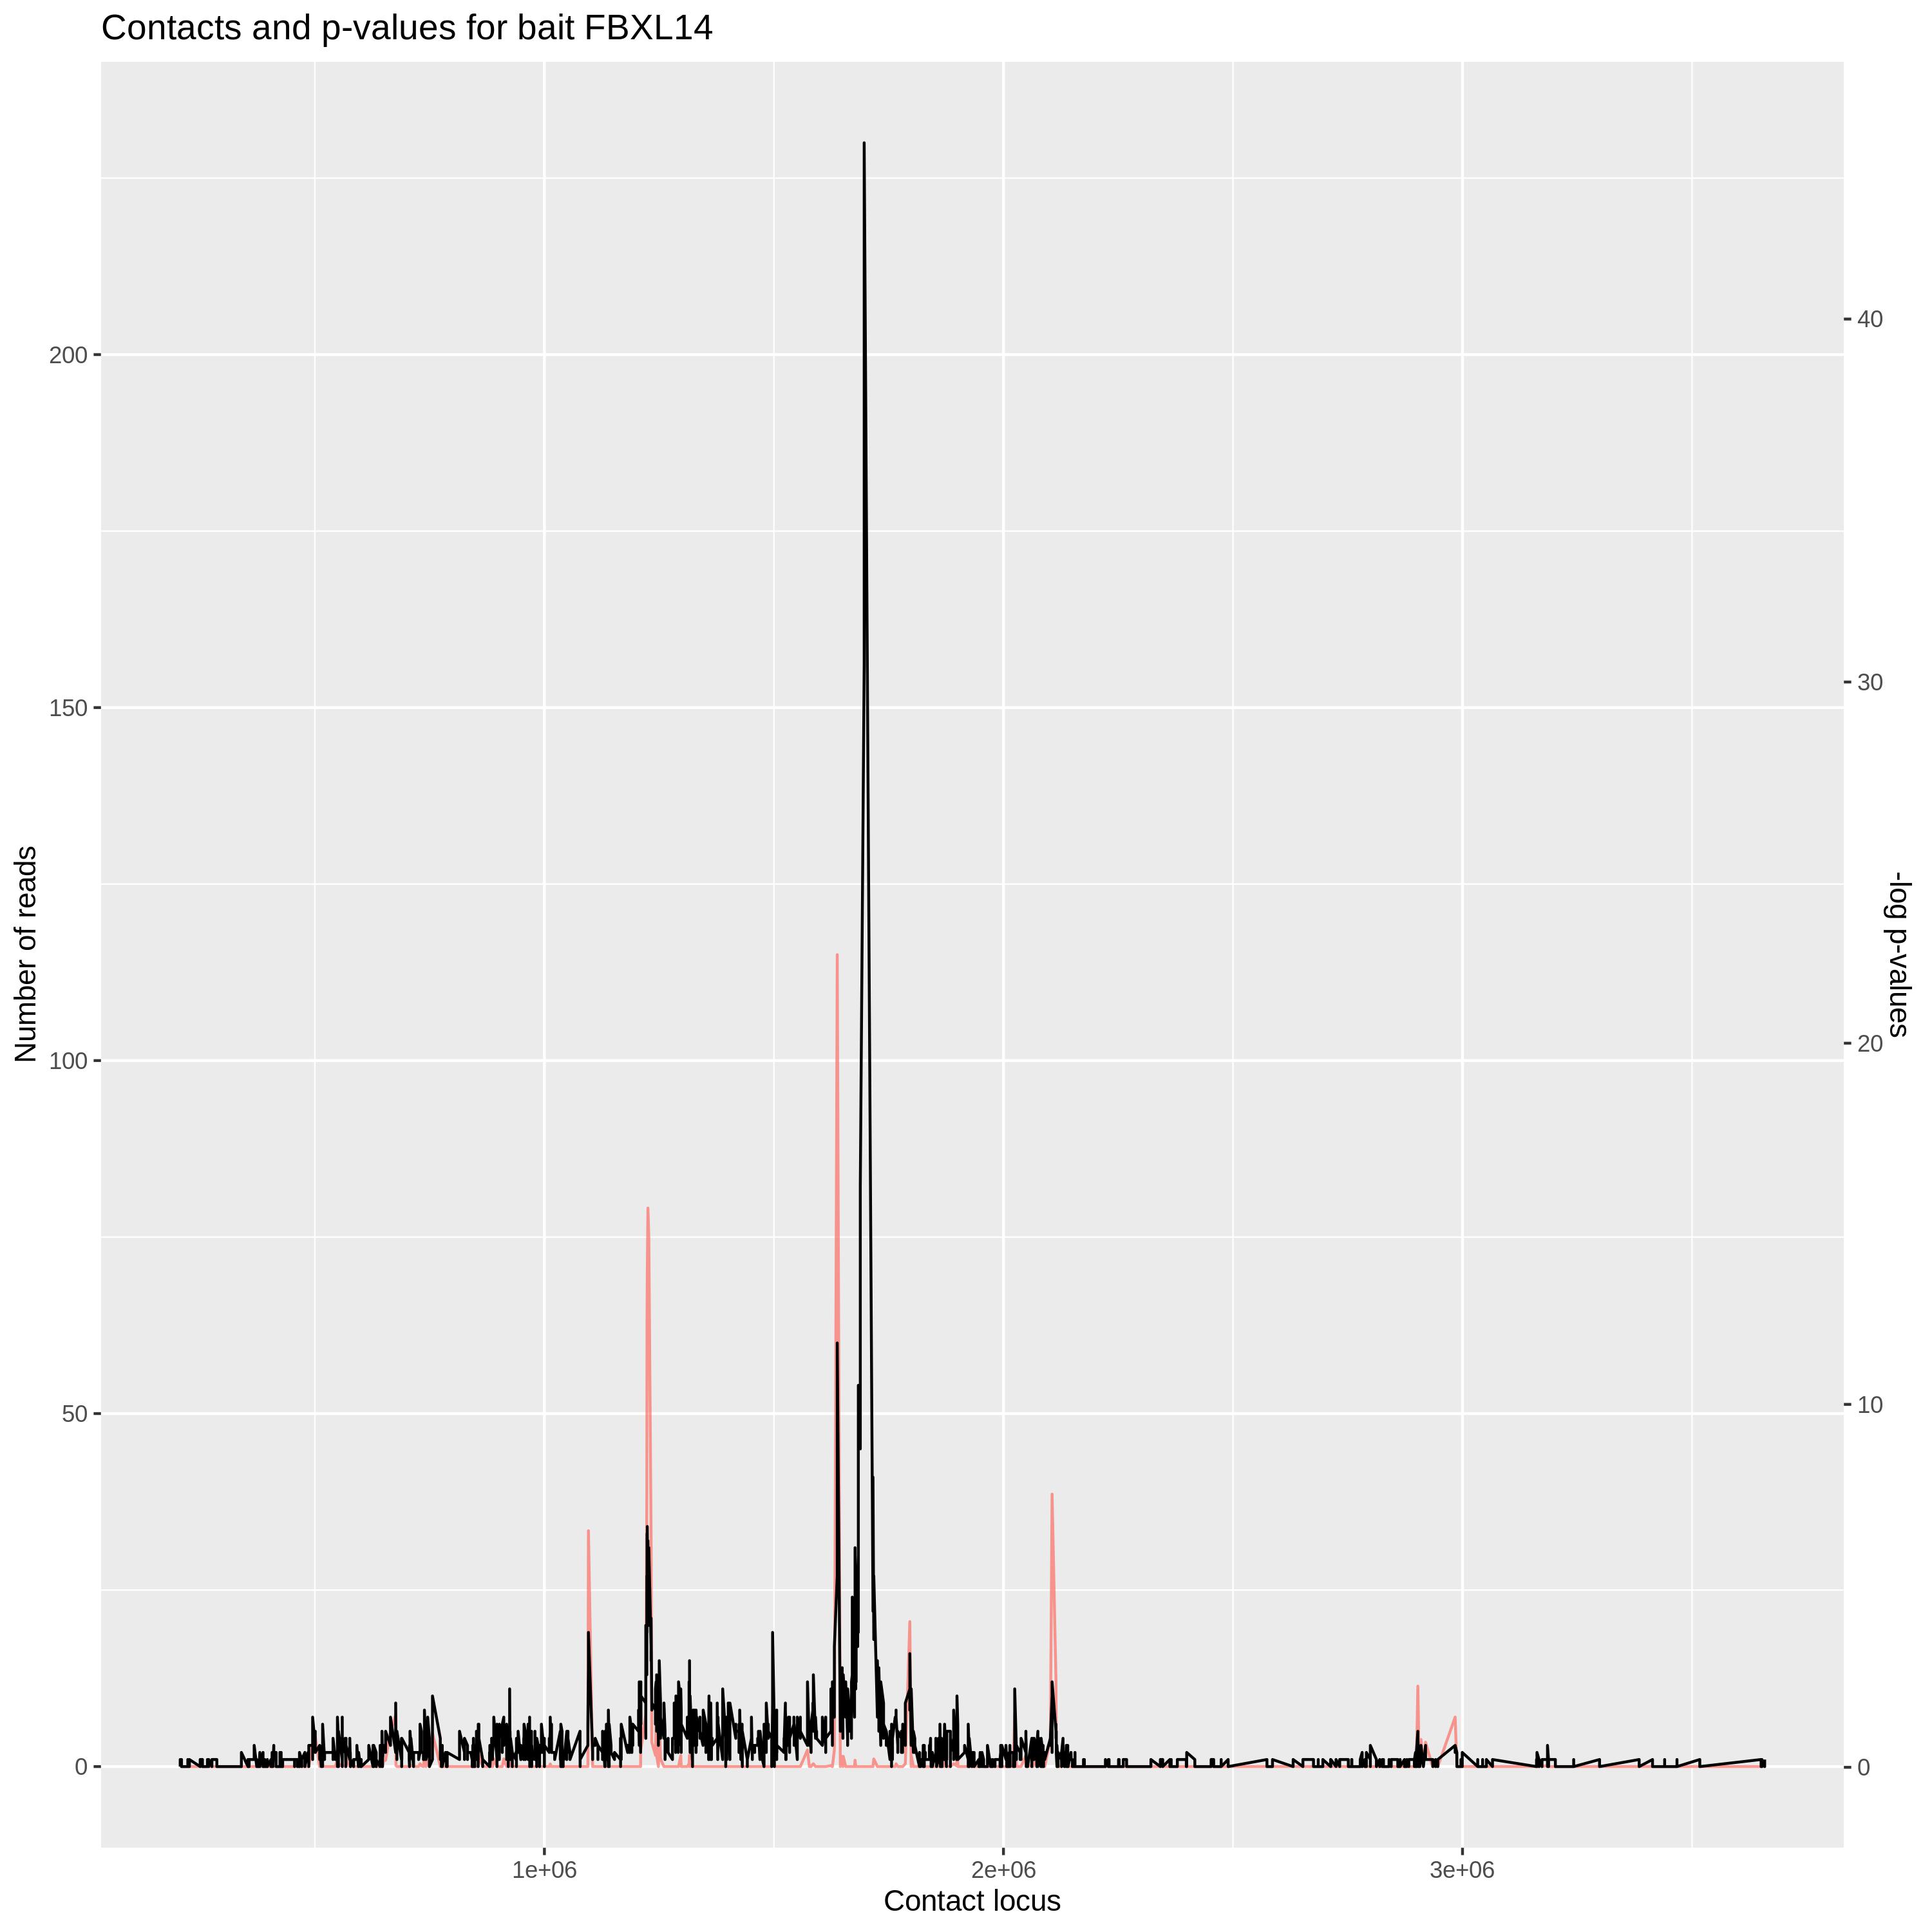 Contacts and p-values for bait FBXL14
Number of reads
200
150
100
50
0
40
30
20
10
0
-log p-values
1e+06
2e+06
3e+06
Contact locus